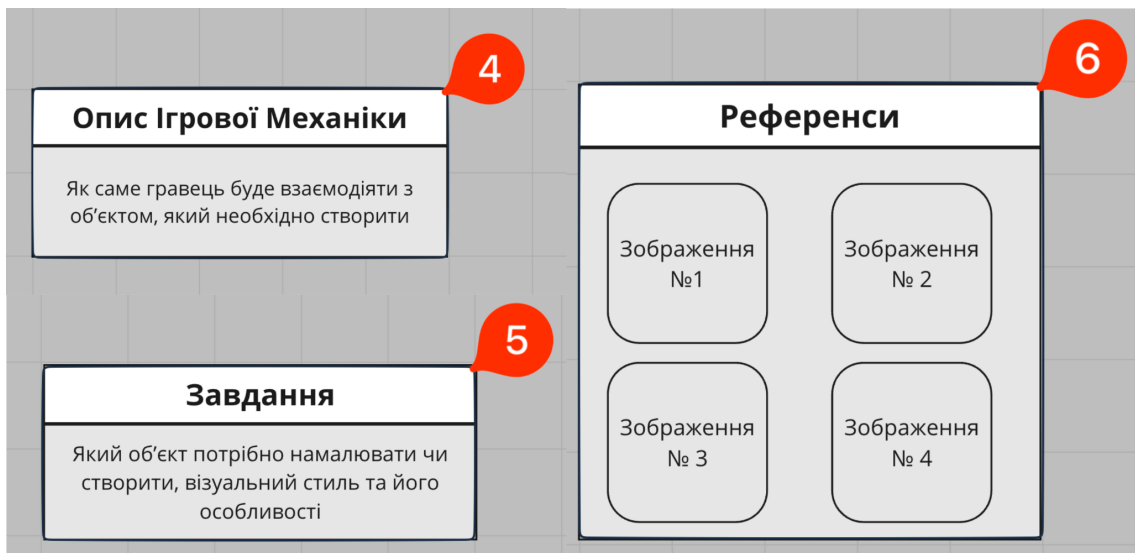 4
Опис Ігрової Механіки
Як саме гравець буде взаємодіяти з
об’єктом, який необхідно створити
5
Завдання
Який об’єкт потрібно намалювати чи
створити, візуальний стиль та його
особливості
6
Референси
Зображення
№1
Зображення
№ 2
Зображення
№ 3
Зображення
№ 4